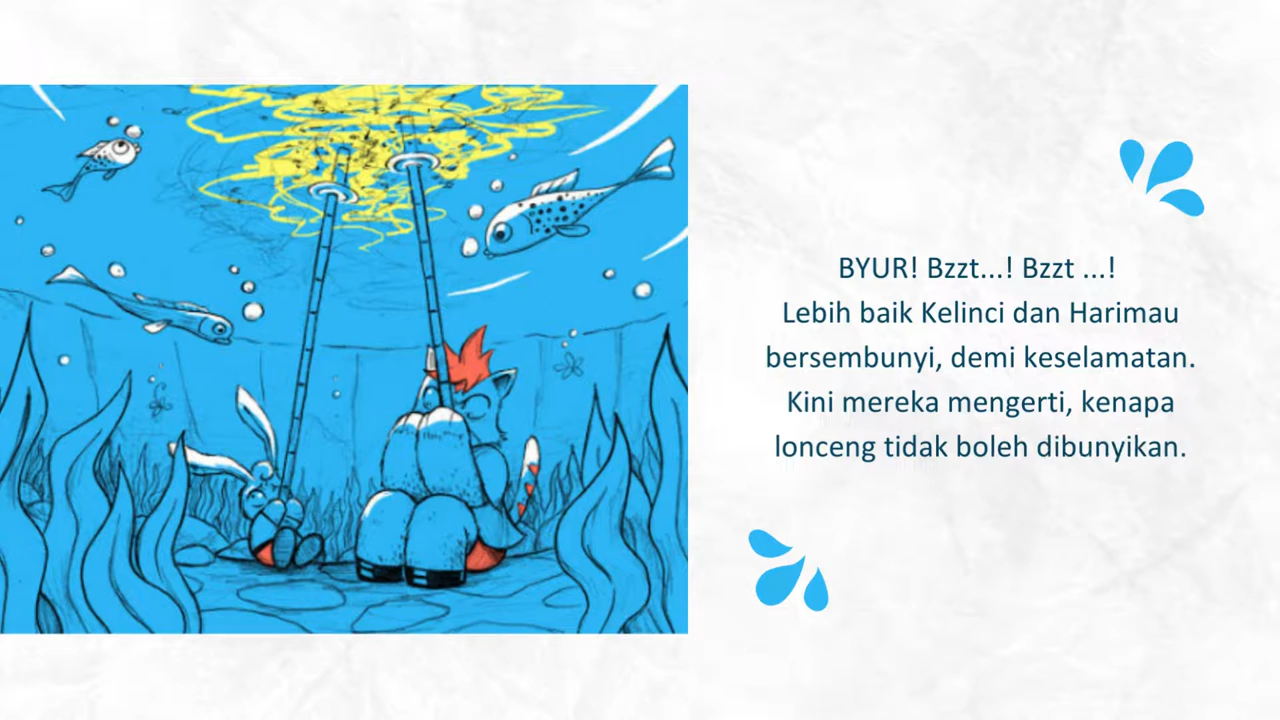 BYUR! Bzzt...! Bzzt ...!
Lebih baik Kelinci dan Harimau
bersembunyi, demi keselamatan.
Kini mereka mengerti, kenapa
lonceng tidak boleh dibunyikan.